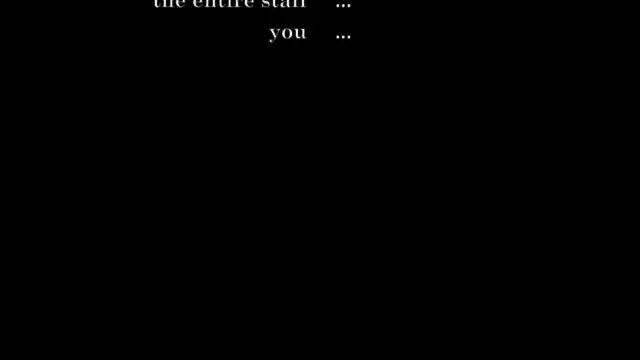 the entire staff ...
you ...